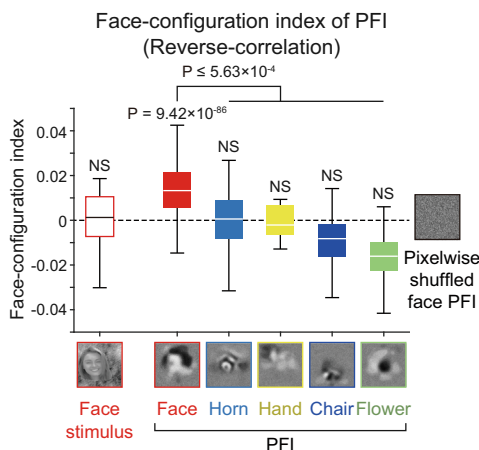 Face-configuration index of PFI
(Reverse-correlation)
P ≤ 5.63×10⁻⁴
P = 9.42×10⁻⁸⁶
NS
NS
NS
NS
NS
Face-configuration index
0.04
0.02
0
-0.02
-0.04
Pixelwise
shuffled
face PFI
Face
stimulus
Face
Horn
Hand
Chair
Flower
PFI